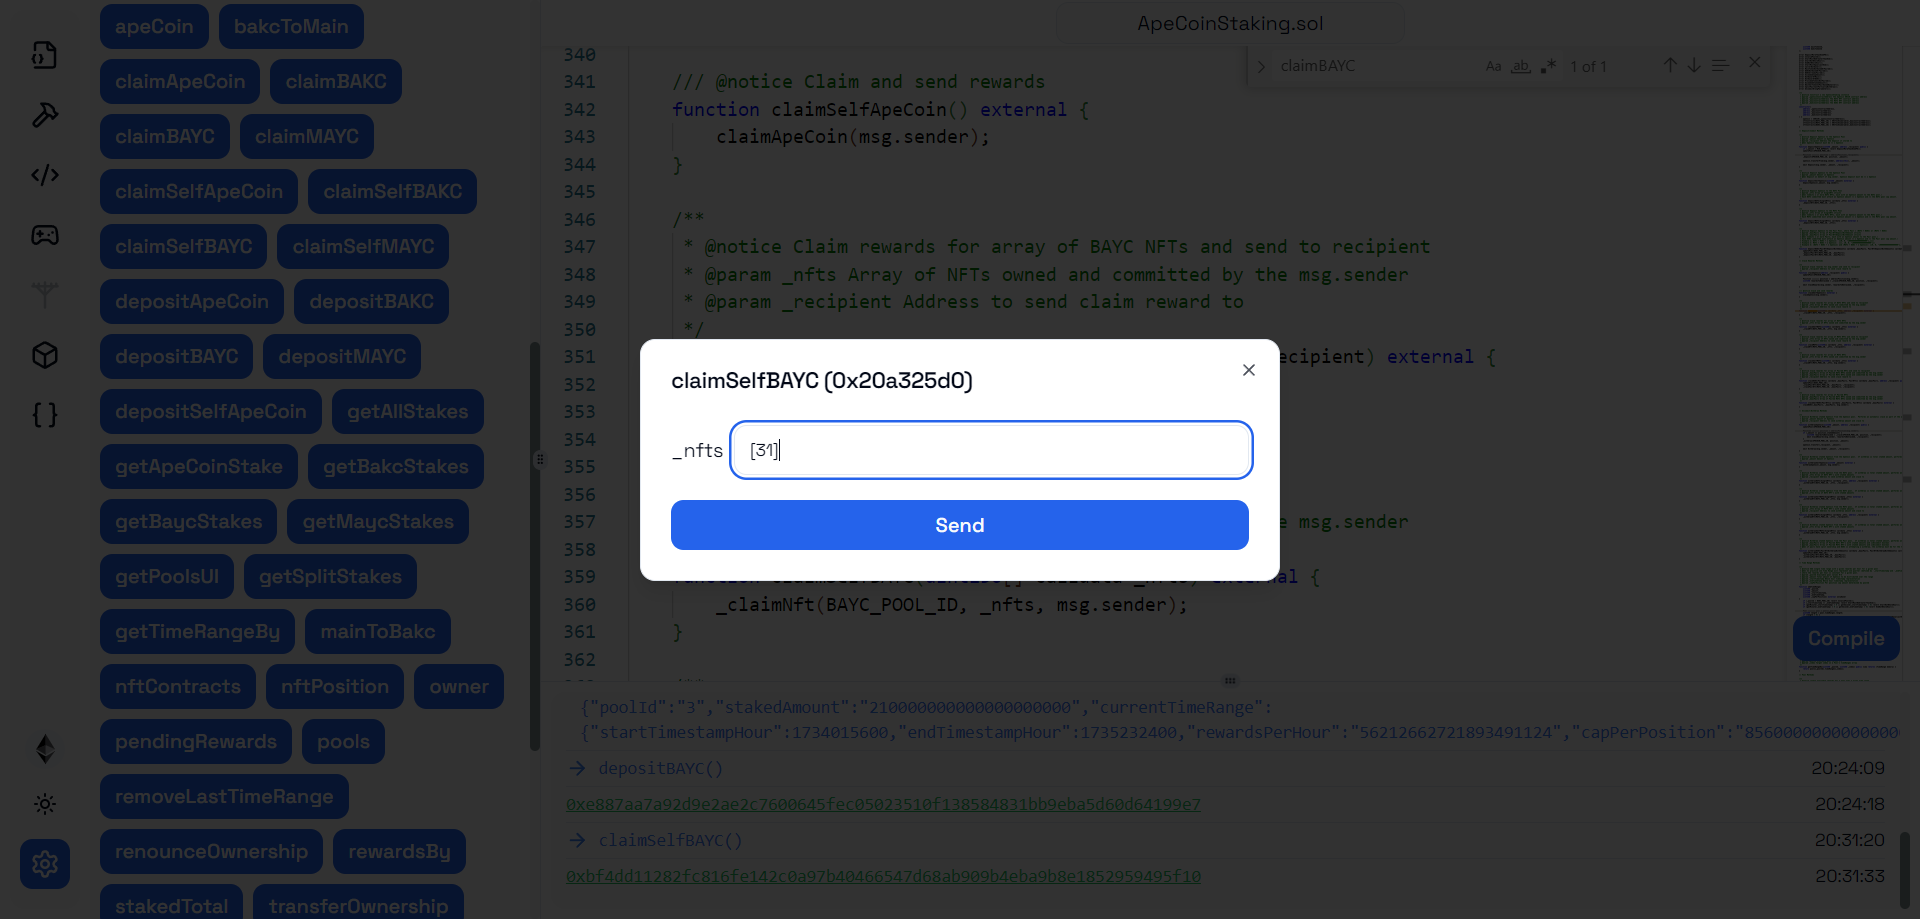 apeCoin bakcToMain
claimApeCoin claimBAKC
claimBAYC claimMAYC
claimSelfApeCoin claimSelfBAKC
claimSelfBAYC claimSelfMAYC
depositApeCoin depositBAKC
depositBAYC depositMAYC
depositSelfApeCoin getAllStakes
getApeCoinStake getBakcStakes
getBaycStakes getMaycStakes
getPoolsUI getSplitStakes
getTimeRangeBy mainToBakc
nftContracts nftPosition owner
pendingRewards pools
removeLastTimeRange
renounceOwnership rewardsBy
stakedTotal transferOwnership
ApeCoinStaking.sol
claimBAYC Aa ab 1 of 1
340
341 /// @notice Claim and send rewards
342 function claimSelfApeCoin() external {
343 claimApeCoin(msg.sender);
344 }
345
346 /**
347 * @notice Claim rewards for array of BAYC NFTs and send to recipient
348 * @param _nfts Array of NFTs owned and committed by the msg.sender
349 * @param _recipient Address to send claim reward to
350 */
351 ecipient) external {
352
353
354
355
356
357 e msg.sender
358
359 al {
360 _claimNft(BAYC_POOL_ID, _nfts, msg.sender);
361 }
362
claimSelfBAYC (0x20a325d0)
_nfts [31]
Send
Compile
{"poolId":"3","stakedAmount":"210000000000000000000","currentTimeRange":
{"startTimestampHour":1734015600,"endTimestampHour":1735232400,"rewardsPerHour":"56212662721893491124","capPerPosition":"8560000000000000
→ depositBAYC() 20:24:09
0xe887aa7a92d9e2ae2c7600645fec05023510f138584831bb9eba5d60d64199e7 20:24:18
→ claimSelfBAYC() 20:31:20
0xbf4dd11282fc816fe142c0a97b40466547d68ab909b4eba9b8e1852959495f10 20:31:33